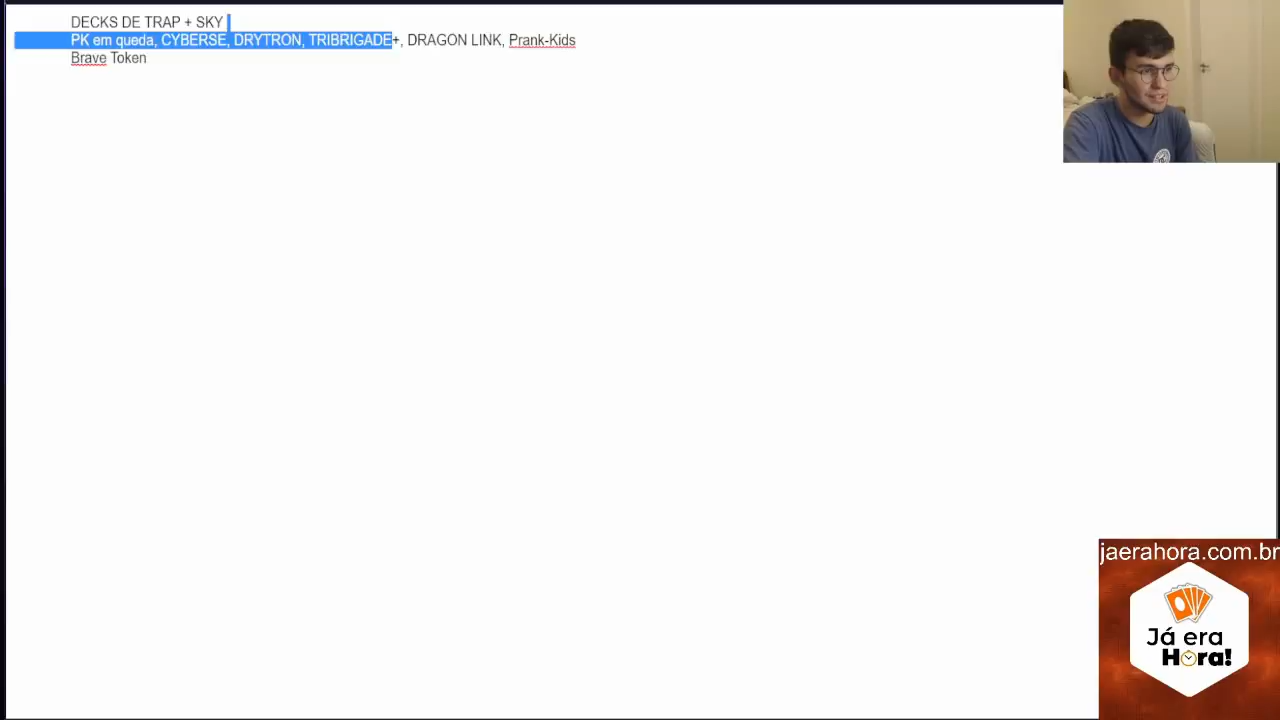 DECKS DE TRAP + SKY
PK em queda, CYBERSE, DRYTRON, TRIBRIGADE+, DRAGON LINK, Prank-Kids
Brave Token
jaerahora.com.br
Já era
Hora!